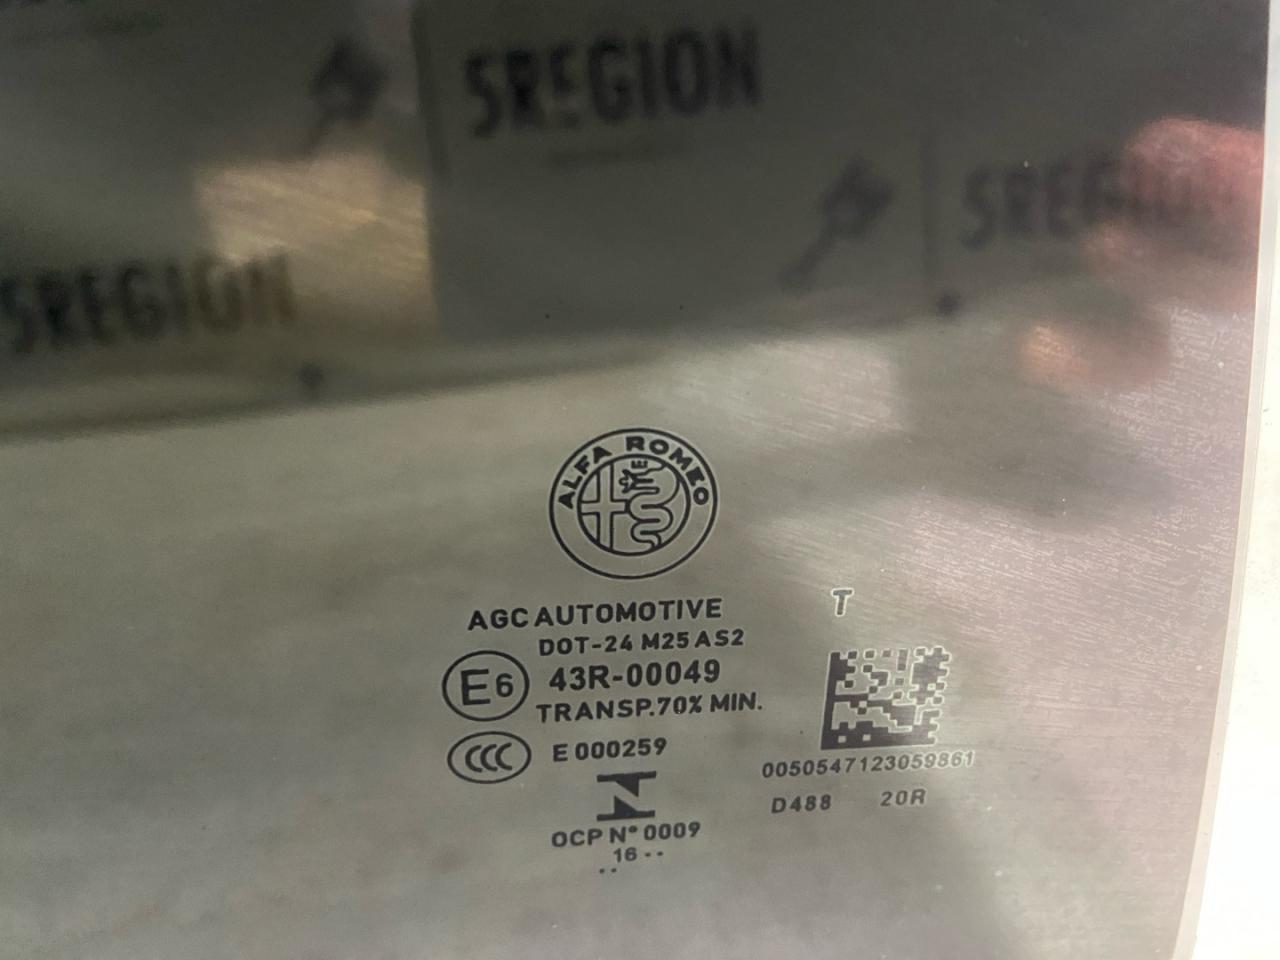 SREGION
SREGION
SREGION
ALFA ROMEO
AGC AUTOMOTIVE
T
DOT-24 M25 AS2
E6 43R-00049
TRANSP.70% MIN.
CCC E 000259
0050547123059861
D488 20R
OCP N° 0009
16 ··
··